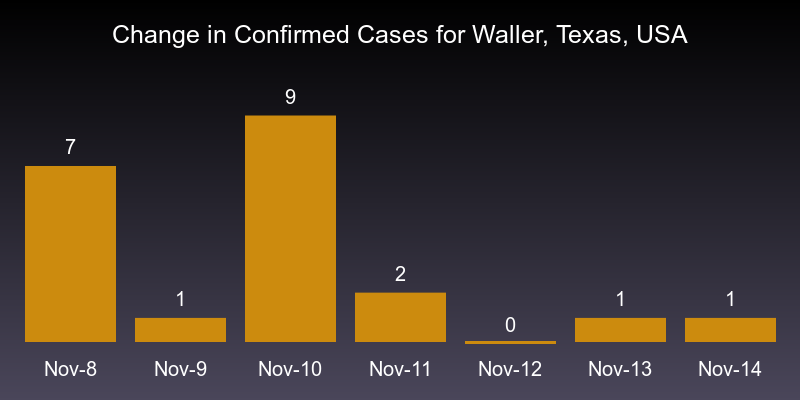 Change in Confirmed Cases for Waller, Texas, USA
7
1
9
2
0
1
1
Nov-8
Nov-9
Nov-10
Nov-11
Nov-12
Nov-13
Nov-14